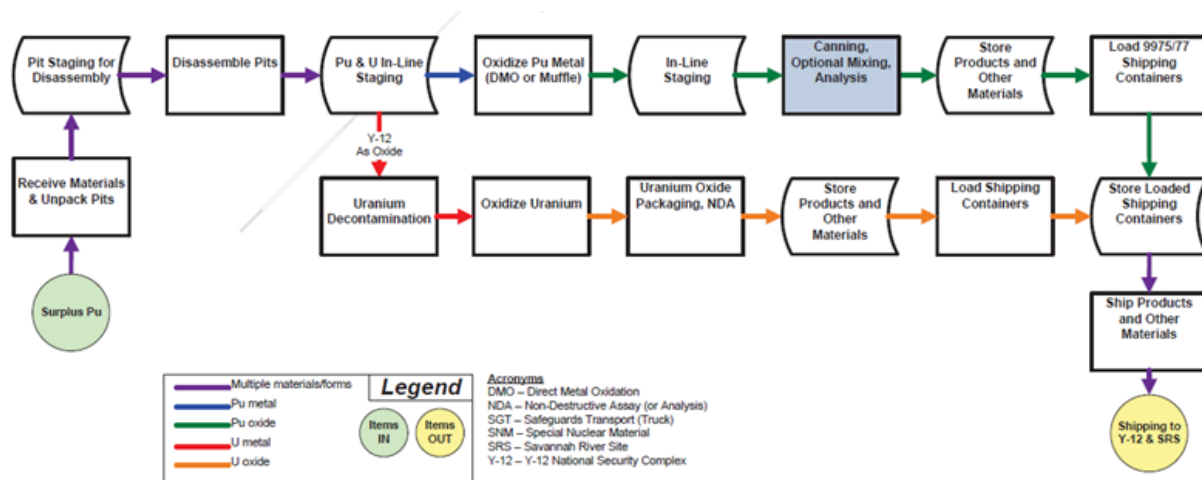 Pit Staging for
Disassembly
Disassemble Pits
Pu & U In-Line
Staging
Oxidize Pu Metal
(DMO or Muffle)
In-Line
Staging
Canning,
Optional Mixing,
Analysis
Store
Products and
Other
Materials
Load 9975/77
Shipping
Containers
Y-12
As Oxide
Receive Materials
& Unpack Pits
Uranium
Decontamination
Oxidize Uranium
Uranium Oxide
Packaging, NDA
Store
Products and
Other
Materials
Load Shipping
Containers
Store Loaded
Shipping
Containers
Surplus Pu
Ship Products
and Other
Materials
Shipping to
Y-12 & SRS
Legend
Multiple materials/forms
Pu metal
Pu oxide
U metal
U oxide
Items
IN
Items
OUT
Acronyms
DMO – Direct Metal Oxidation
NDA – Non-Destructive Assay (or Analysis)
SGT – Safeguards Transport (Truck)
SNM – Special Nuclear Material
SRS – Savannah River Site
Y-12 – Y-12 National Security Complex